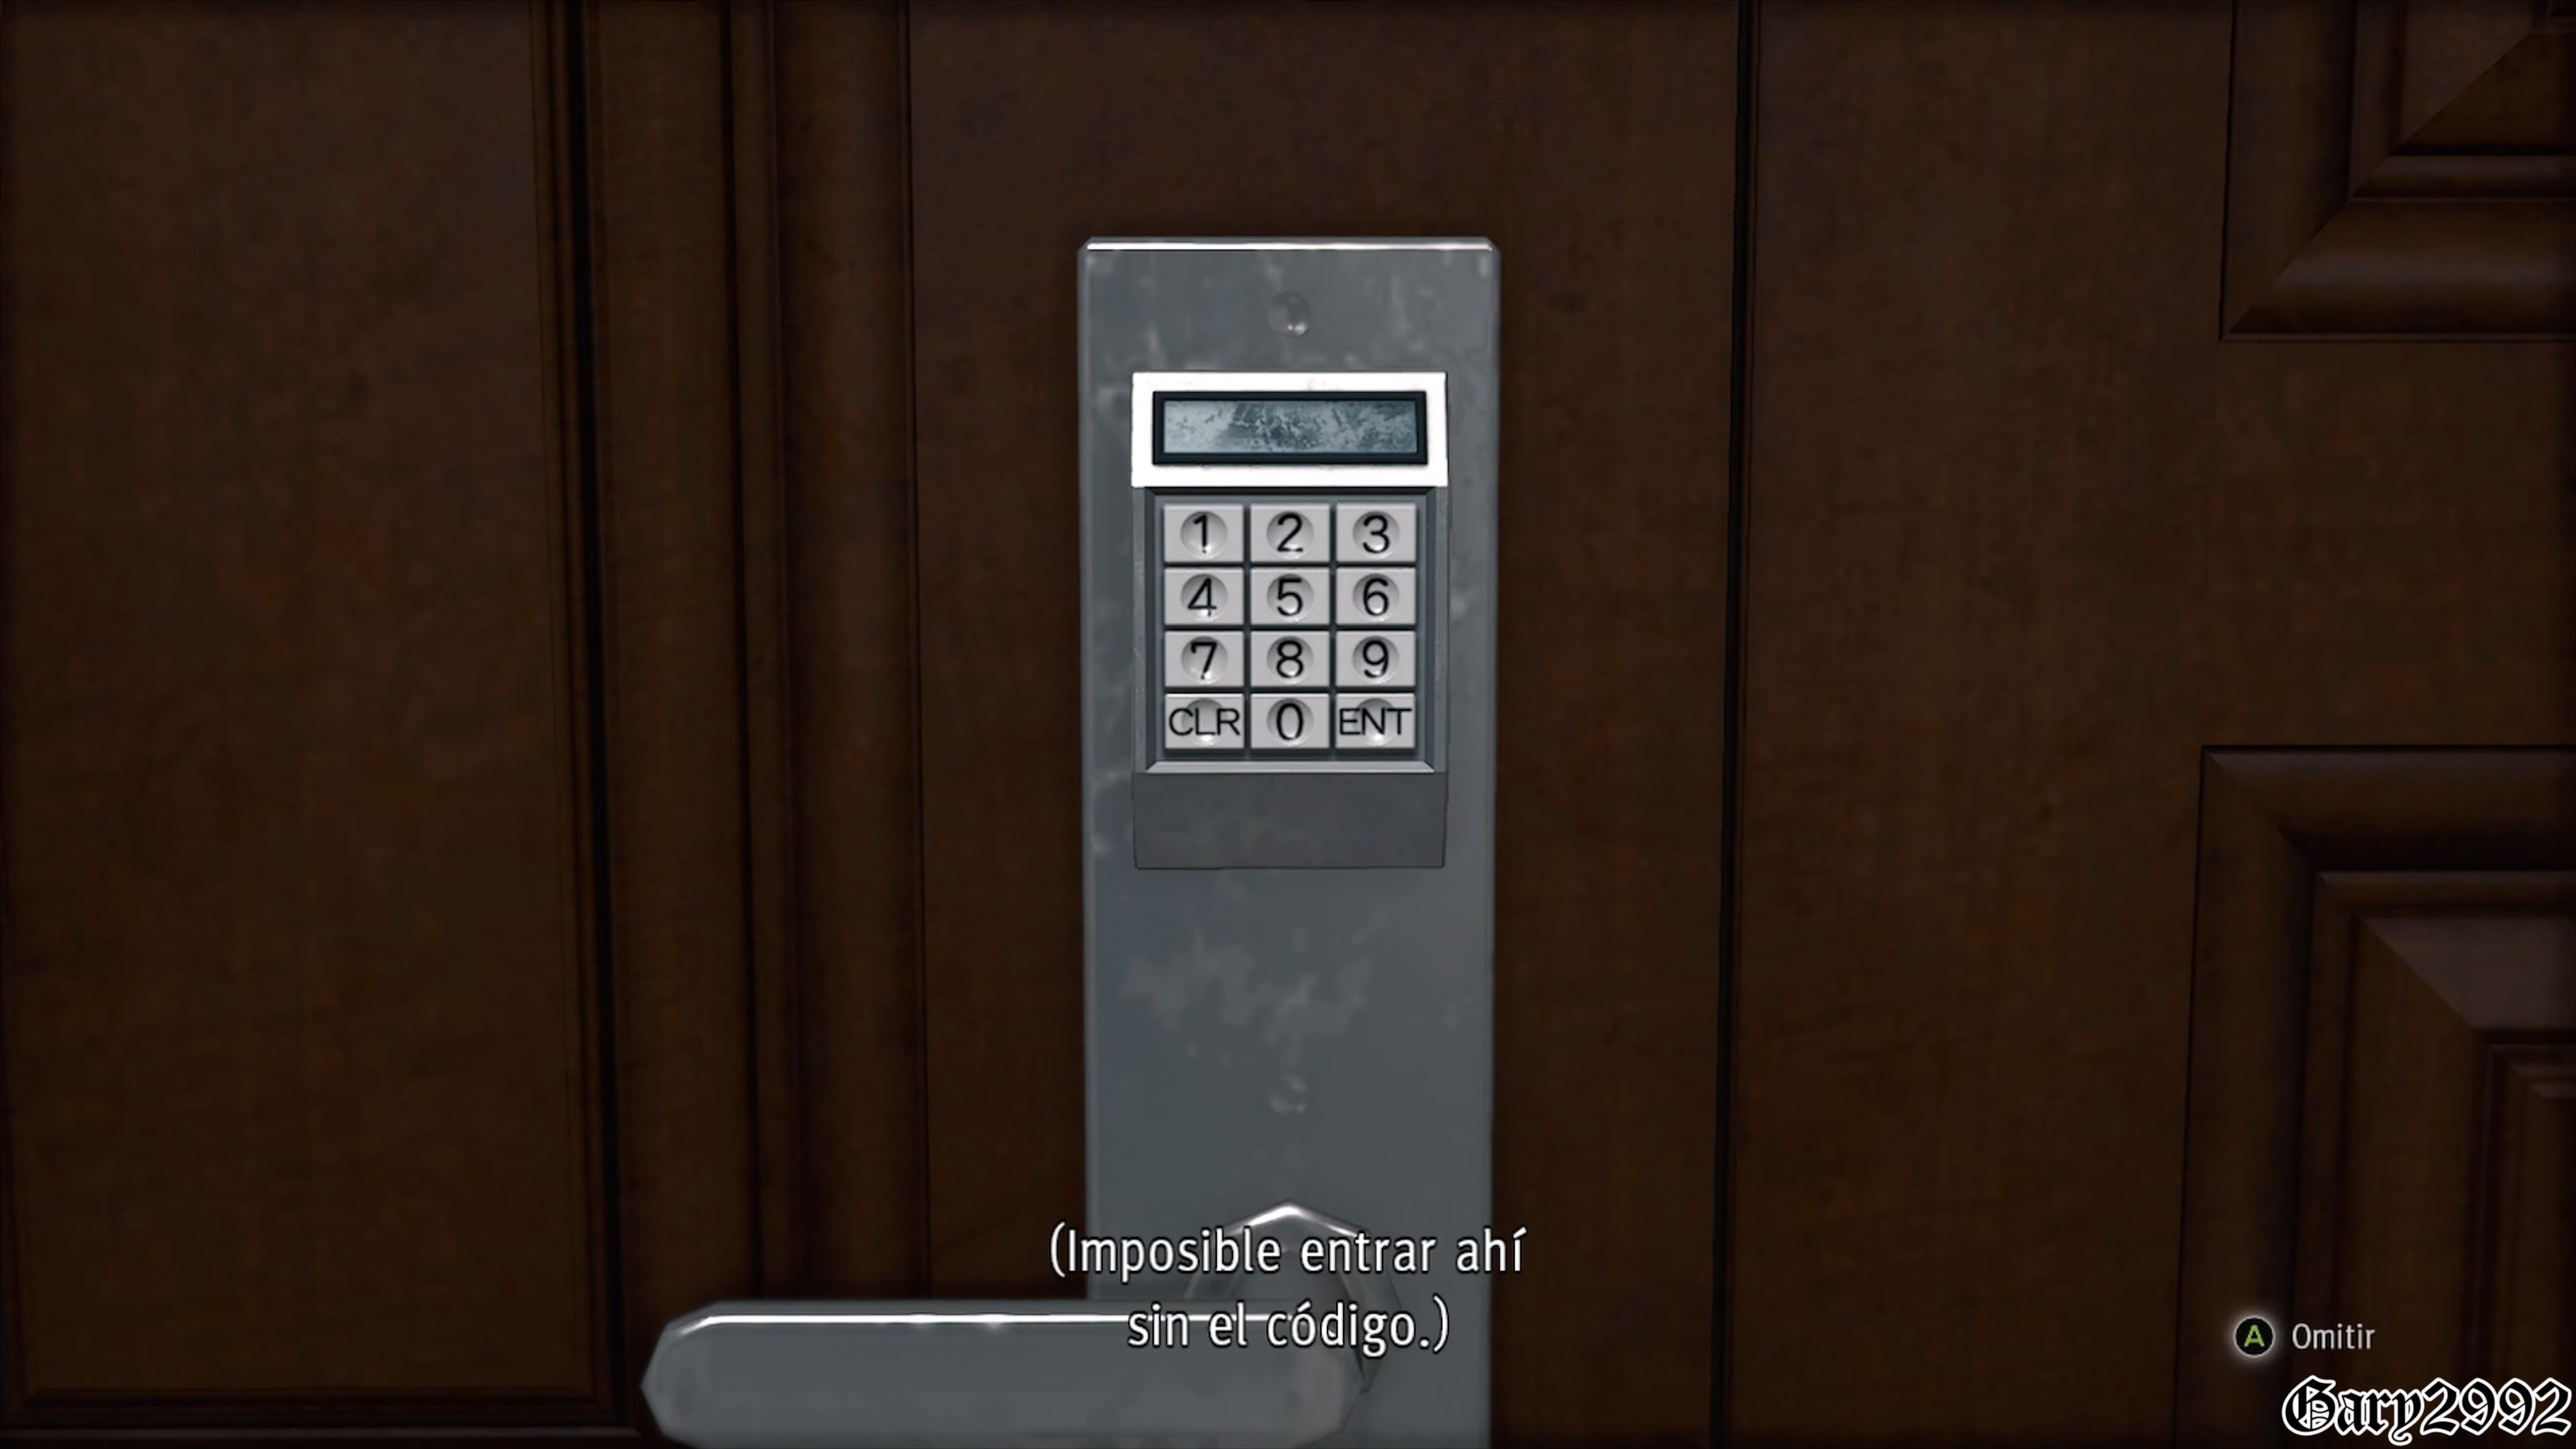 1 2 3
4 5 6
7 8 9
CLR 0 ENT
(Imposible entrar ahí
sin el código.)
A Omitir
Gary2992